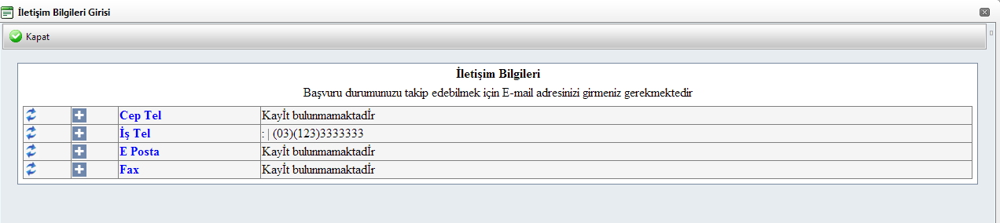 İletişim Bilgileri Girisi
Kapat
İletişim Bilgileri
Başvuru durumunuzu takip edebilmek için E-mail adresinizi girmeniz gerekmektedir
Cep Tel Kayİt bulunmamaktadİr
İş Tel : | (03)(123)3333333
E Posta Kayİt bulunmamaktadİr
Fax Kayİt bulunmamaktadİr